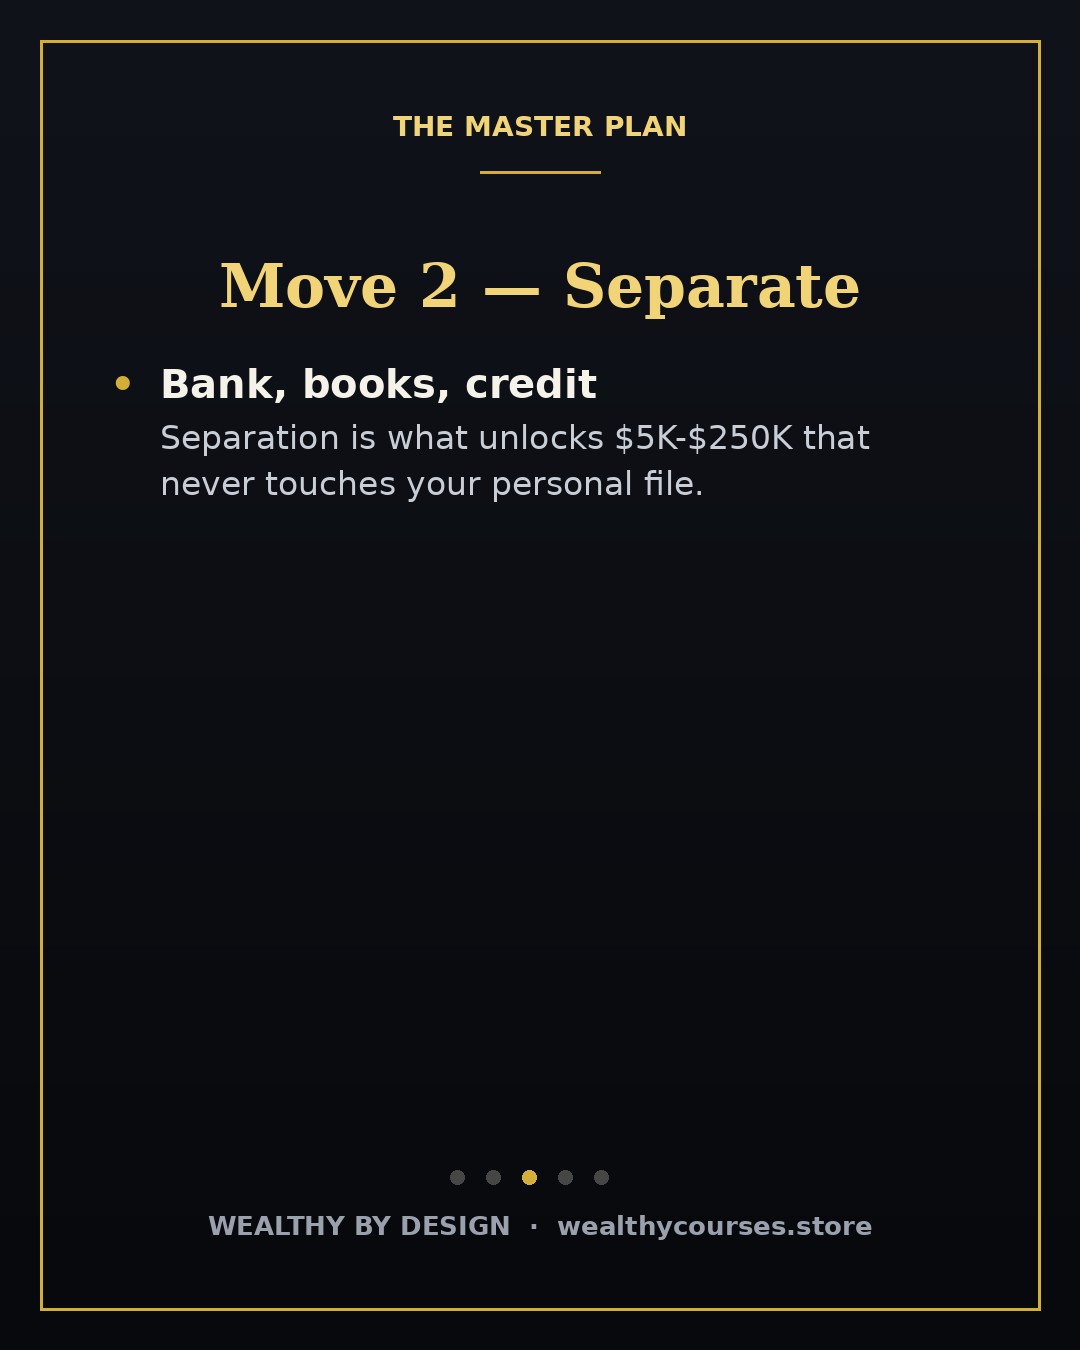 THE MASTER PLAN
Move 2 — Separate
• Bank, books, credit
Separation is what unlocks $5K-$250K that
never touches your personal file.
WEALTHY BY DESIGN · wealthycourses.store